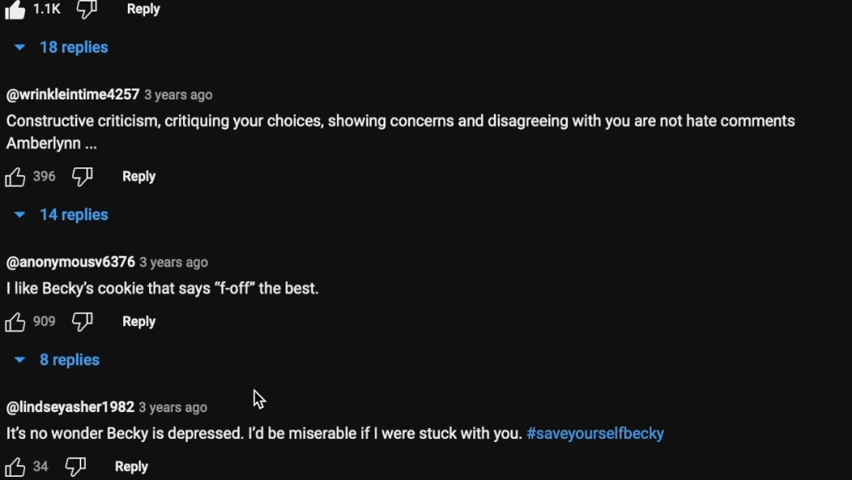 1.1K Reply
18 replies
@wrinkleintime4257 3 years ago
Constructive criticism, critiquing your choices, showing concerns and disagreeing with you are not hate comments
Amberlynn ...
396 Reply
14 replies
@anonymousv6376 3 years ago
I like Becky's cookie that says “f-off” the best.
909 Reply
8 replies
@lindseyasher1982 3 years ago
It's no wonder Becky is depressed. I'd be miserable if I were stuck with you. #saveyourselfbecky
34 Reply